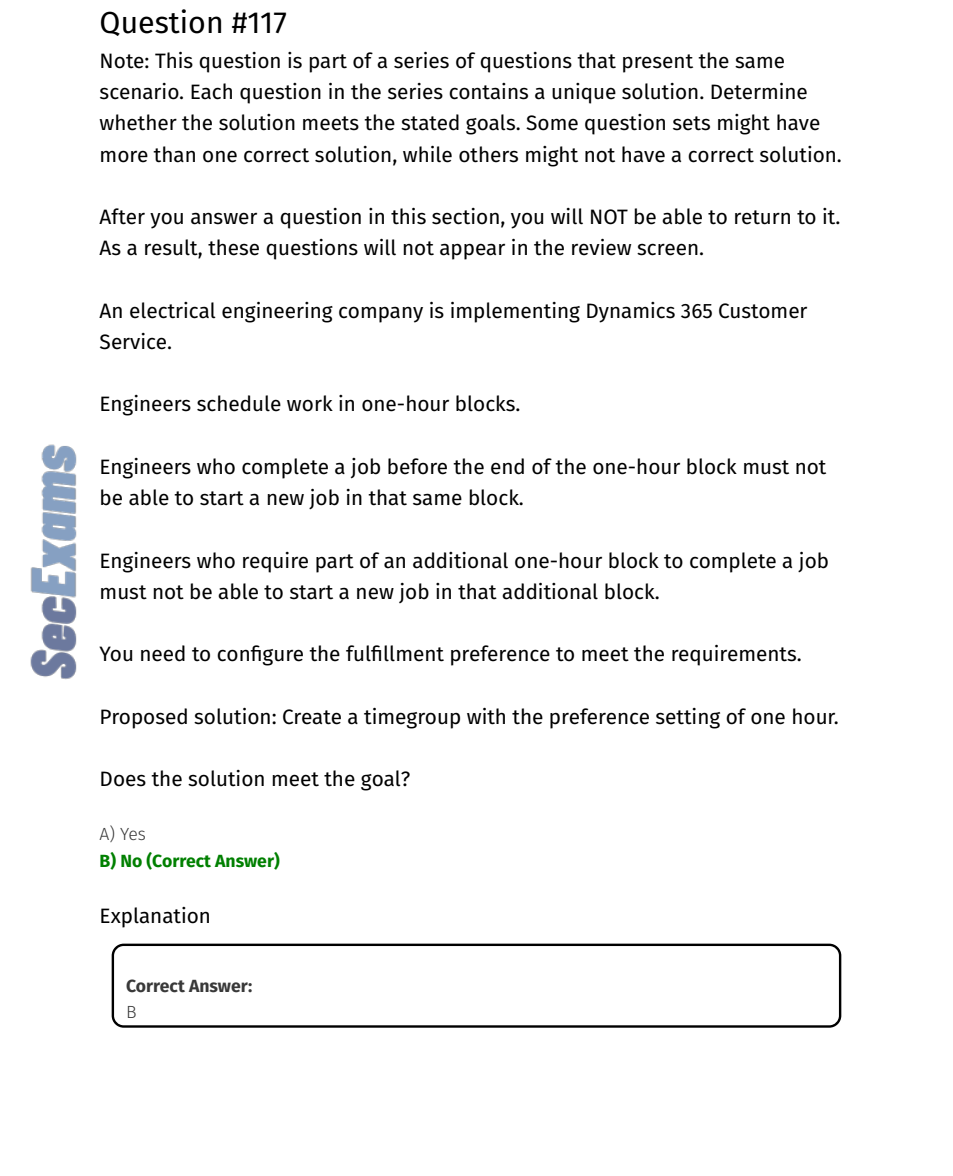 Question #117
Note: This question is part of a series of questions that present the same
scenario. Each question in the series contains a unique solution. Determine
whether the solution meets the stated goals. Some question sets might have
more than one correct solution, while others might not have a correct solution.
After you answer a question in this section, you will NOT be able to return to it.
As a result, these questions will not appear in the review screen.
An electrical engineering company is implementing Dynamics 365 Customer
Service.
Engineers schedule work in one-hour blocks.
Engineers who complete a job before the end of the one-hour block must not
be able to start a new job in that same block.
Engineers who require part of an additional one-hour block to complete a job
must not be able to start a new job in that additional block.
You need to configure the fulfillment preference to meet the requirements.
Proposed solution: Create a timegroup with the preference setting of one hour.
Does the solution meet the goal?
A) Yes
B) No (Correct Answer)
Explanation
Correct Answer:
B
SecExams